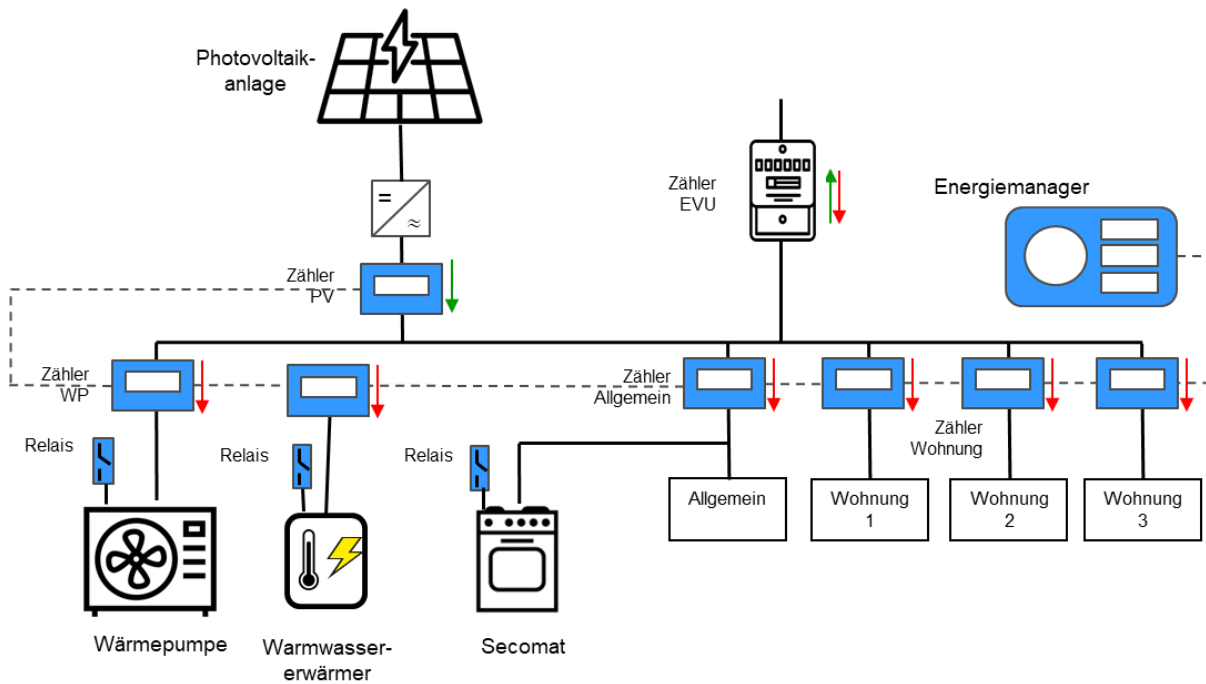 Photovoltaik-
anlage
Zähler
EVU
Energiemanager
=
≈
Zähler
PV
Zähler
WP
Zähler
Allgemein
Zähler
Wohnung
Relais
Relais
Relais
Allgemein
Wohnung
1
Wohnung
2
Wohnung
3
Wärmepumpe
Warmwasser-
erwärmer
Secomat